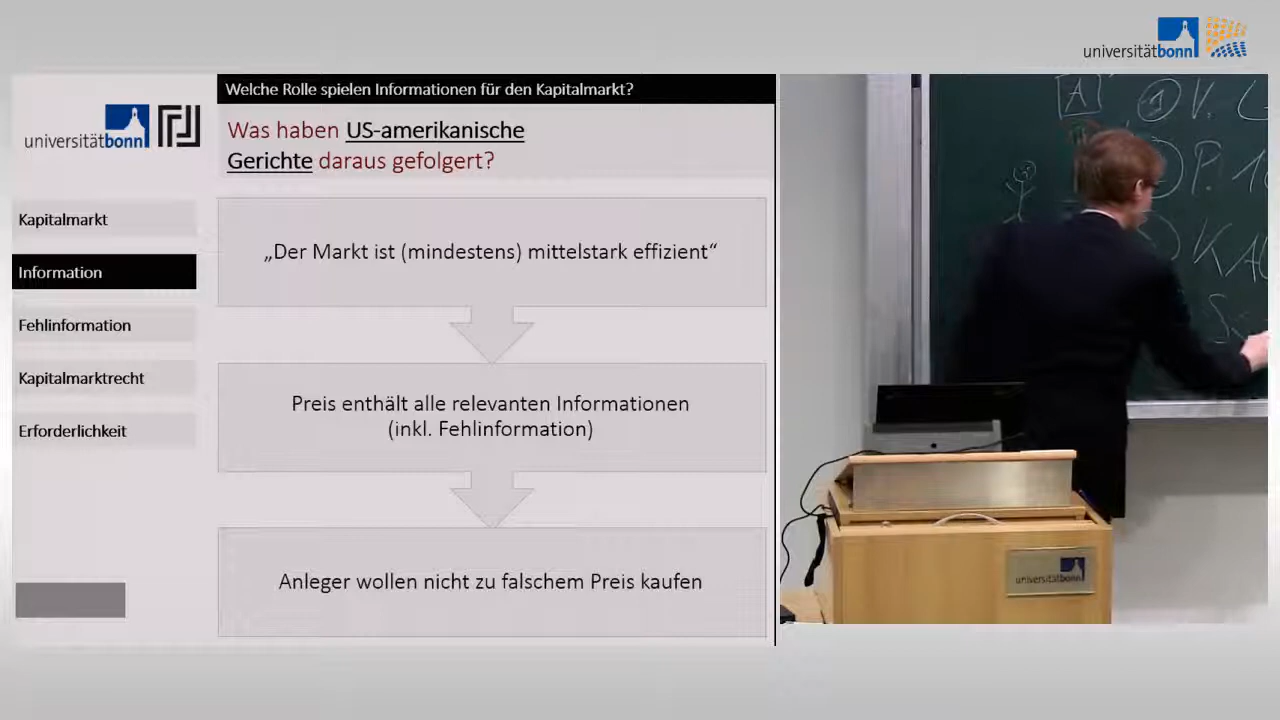 universitätbonn
Welche Rolle spielen Informationen für den Kapitalmarkt?
universitätbonn
Was haben US-amerikanische
Gerichte daraus gefolgert?
Kapitalmarkt
Information
Fehlinformation
Kapitalmarktrecht
Erforderlichkeit
„Der Markt ist (mindestens) mittelstark effizient“
Preis enthält alle relevanten Informationen
(inkl. Fehlinformation)
Anleger wollen nicht zu falschem Preis kaufen
A 1 V.
P.
universitätbonn